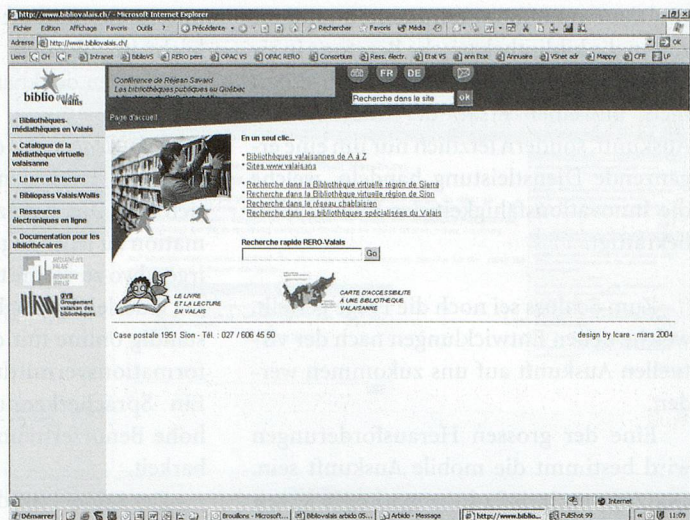 http://www.bibliovalais.ch/ - Microsoft Internet Explorer
Fichier Edition Affichage Favoris Outils ?
Précédente Rechercher Favoris Média
Adresse http://www.bibliovalais.ch/ OK
Liens CH F Intranet BiblioVS RERO pers OPAC VS OPAC RERO Consortium Ress. électr. Etat VS ann Etat Annuaire VSnet adr Mappy CFF LP
biblio valais wallis
Conférence de Réjean Savard
Les bibliothèques publiques au Québec
FR DE
Recherche dans le site ok
Page d'accueil
« Bibliothèques-médiathèques en Valais
« Catalogue de la Médiathèque virtuelle valaisanne
« Le livre et la lecture
« Bibliopass Valais/Wallis
« Ressources électroniques en ligne
« Documentation pour les bibliothécaires
GVB
Groupement valaisan des bibliothèques
En un seul clic...
* Bibliothèques valaisannes de A à Z
* Sites www.valaisans
* Recherche dans la Bibliothèque virtuelle région de Sierre
* Recherche dans la Bibliothèque virtuelle région de Sion
* Recherche dans le réseau chablaisien
* Recherche dans les bibliothèques spécialisées du Valais
Recherche rapide RERO-Valais
Go
LE LIVRE
ET LA LECTURE
EN VALAIS
CARTE D'ACCESSIBILITE
À UNE BIBLIOTHEQUE
VALAISANNE
Case postale 1951 Sion - Tél. : 027 / 606 45 50
design by Icare - mars 2004
Internet
Démarrer Brouillons - Microsoft... Bibliovalais arbido 05... Arbido - Message http://www.biblio... FullShot 99 11:09